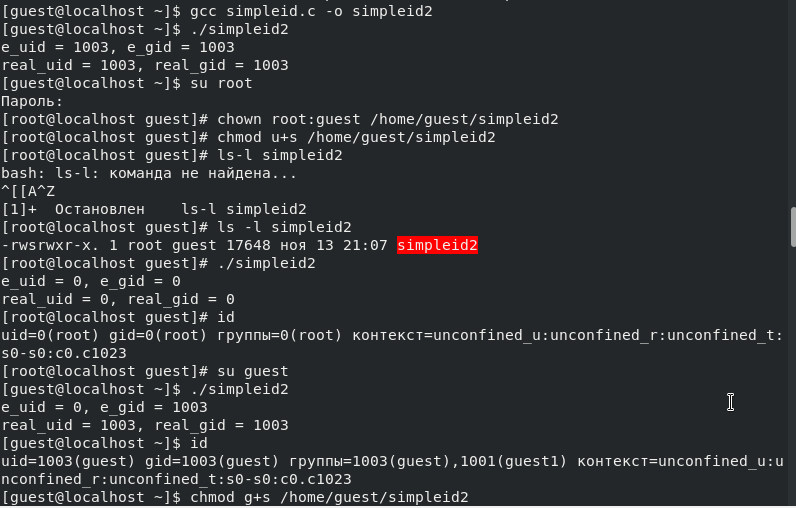 [guest@localhost ~]$ gcc simpleid.c -o simpleid2
[guest@localhost ~]$ ./simpleid2
e_uid = 1003, e_gid = 1003
real_uid = 1003, real_gid = 1003
[guest@localhost ~]$ su root
Пароль:
[root@localhost guest]# chown root:guest /home/guest/simpleid2
[root@localhost guest]# chmod u+s /home/guest/simpleid2
[root@localhost guest]# ls-l simpleid2
bash: ls-l: команда не найдена...
^[[A^Z
[1]+  Остановлен    ls-l simpleid2
[root@localhost guest]# ls -l simpleid2
-rwsrwxr-x. 1 root guest 17648 ноя 13 21:07 simpleid2
[root@localhost guest]# ./simpleid2
e_uid = 0, e_gid = 0
real_uid = 0, real_gid = 0
[root@localhost guest]# id
uid=0(root) gid=0(root) группы=0(root) контекст=unconfined_u:unconfined_r:unconfined_t:
s0-s0:c0.c1023
[root@localhost guest]# su guest
[guest@localhost ~]$ ./simpleid2
e_uid = 0, e_gid = 1003
real_uid = 1003, real_gid = 1003
[guest@localhost ~]$ id
uid=1003(guest) gid=1003(guest) группы=1003(guest),1001(guest1) контекст=unconfined_u:u
nconfined_r:unconfined_t:s0-s0:c0.c1023
[guest@localhost ~]$ chmod g+s /home/guest/simpleid2